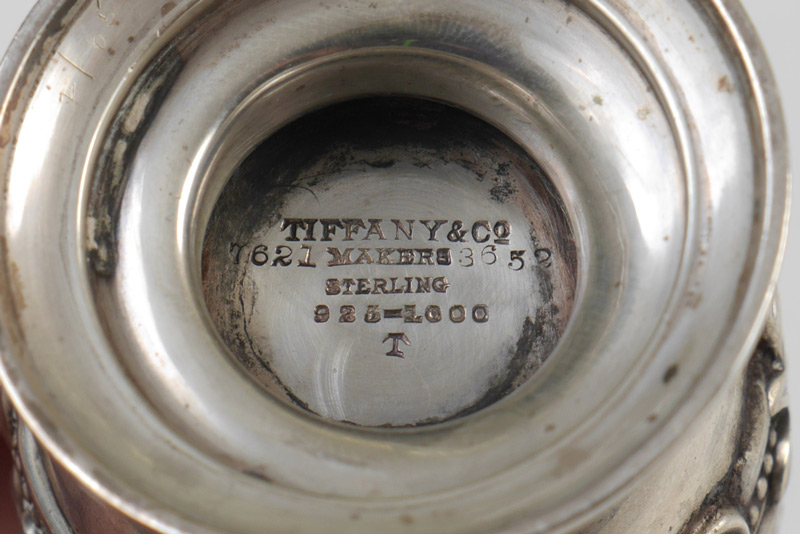 TIFFANY & Co
7621 MAKERS 3652
STERLING
925-1000
T